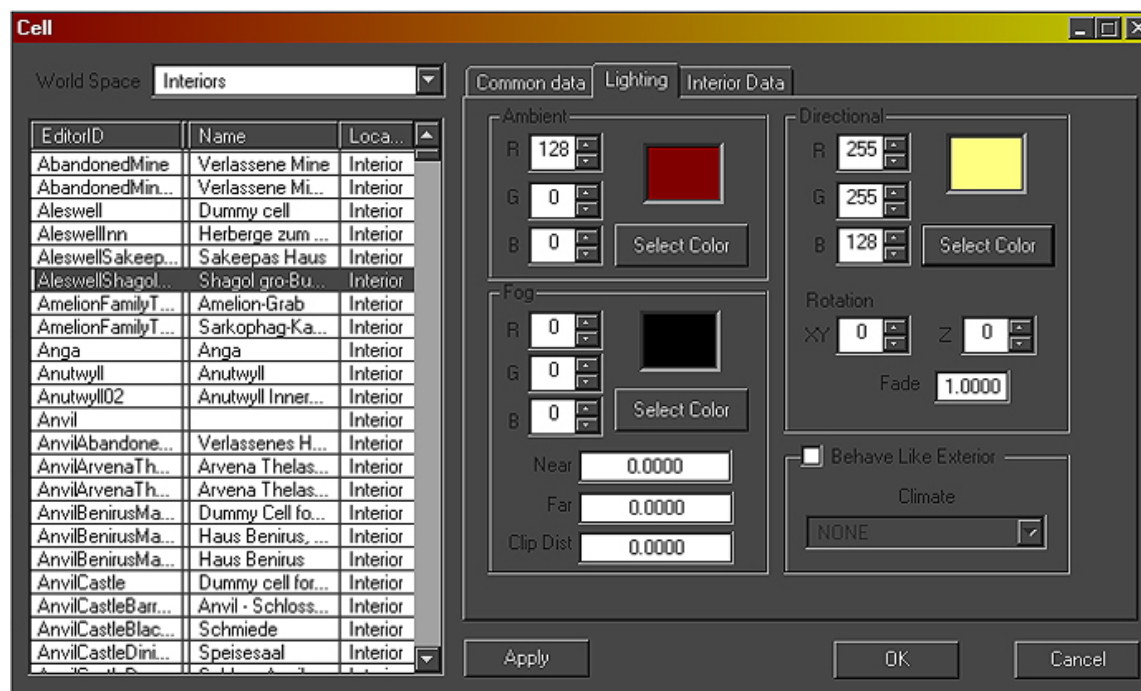 Cell
World Space Interiors
EditorID Name Loca...
AbandonedMine Verlassene Mine Interior
AbandonedMin... Verlassene Mi... Interior
Aleswell Dummy cell Interior
AleswellInn Herberge zum ... Interior
AleswellSakeep... Sakeepas Haus Interior
AleswellShagol... Shagol gro-Bu... Interior
AmelionFamilyT... Amelion-Grab Interior
AmelionFamilyT... Sarkophag-Ka... Interior
Anga Anga Interior
Anutwyll Anutwyll Interior
Anutwyll02 Anutwyll Inner... Interior
Anvil Interior
AnvilAbandone... Verlassenes H... Interior
AnvilArvenaTh... Arvena Thelas... Interior
AnvilArvenaTh... Arvena Thelas... Interior
AnvilBenirusMa... Dummy Cell fo... Interior
AnvilBenirusMa... Haus Benirus, ... Interior
AnvilBenirusMa... Haus Benirus Interior
AnvilCastle Dummy cell for... Interior
AnvilCastleBarr... Anvil - Schloss... Interior
AnvilCastleBlac... Schmiede Interior
AnvilCastleDini... Speisesaal Interior
Common data Lighting Interior Data
Ambient
R 128
G 0
B 0 Select Color
Fog
R 0
G 0
B 0 Select Color
Near 0.0000
Far 0.0000
Clip Dist 0.0000
Directional
R 255
G 255
B 128 Select Color
Rotation
XY 0 Z 0
Fade 1.0000
Behave Like Exterior
Climate
NONE
Apply OK Cancel